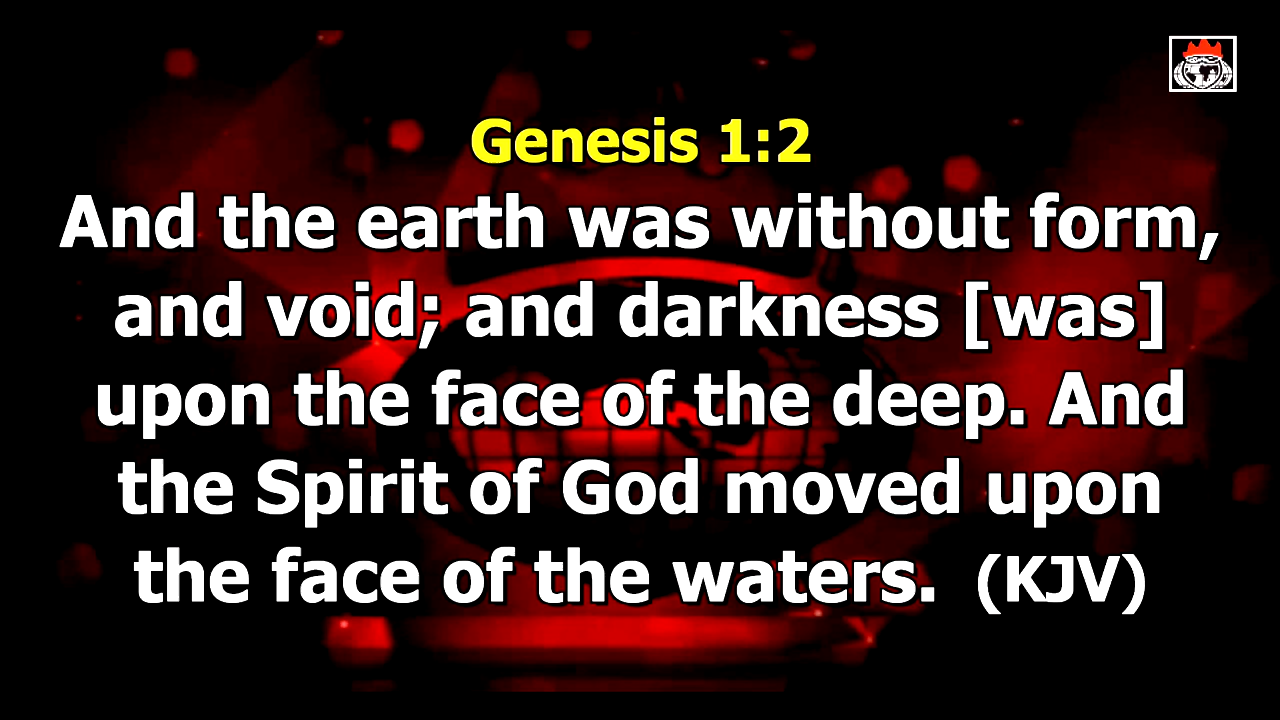 Genesis 1:2
And the earth was without form,
and void; and darkness [was]
upon the face of the deep. And
the Spirit of God moved upon
the face of the waters. (KJV)